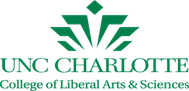 UNC CHARLOTTE
College of Liberal Arts & Sciences